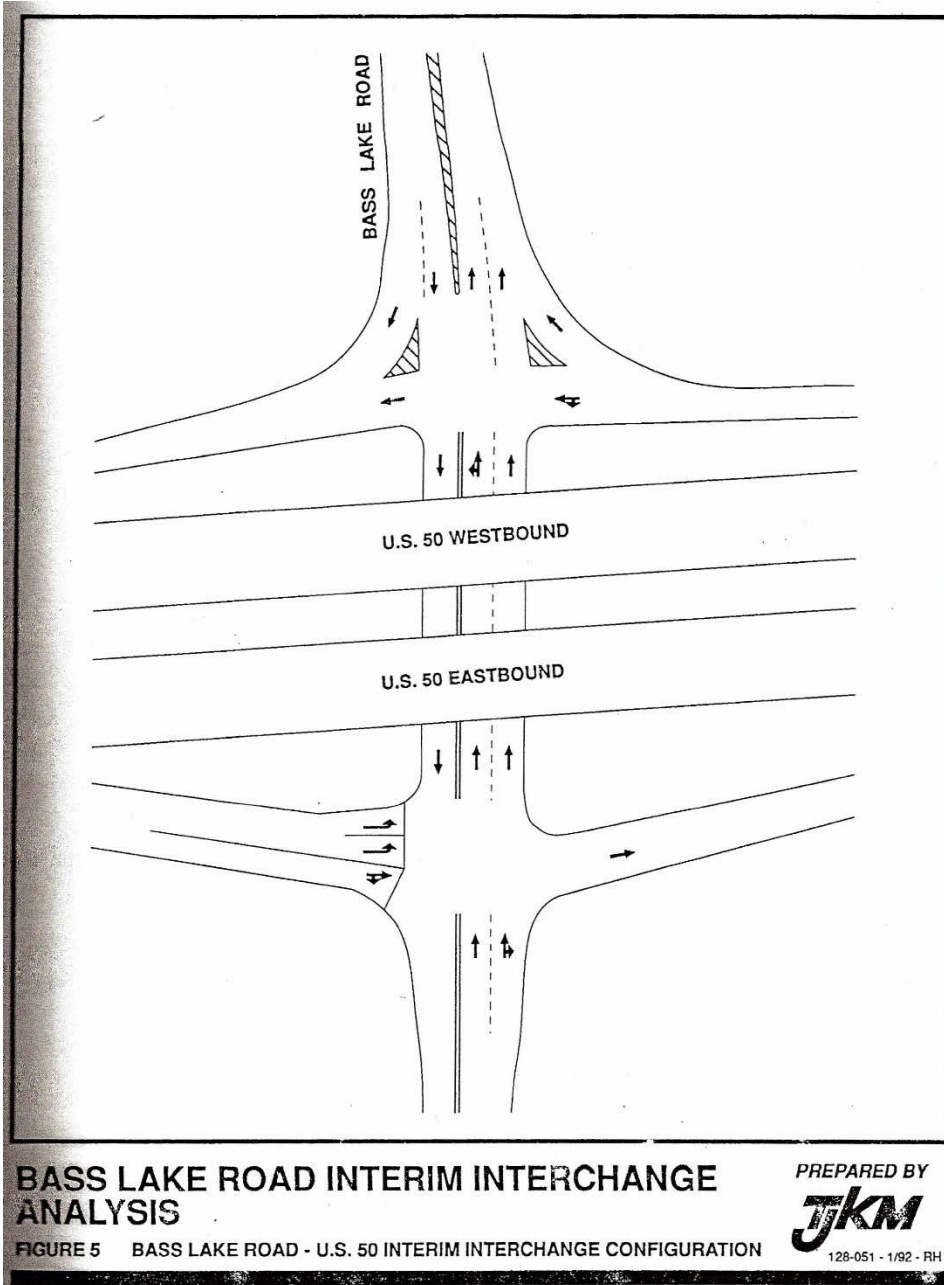 BASS LAKE ROAD
U.S. 50 WESTBOUND
U.S. 50 EASTBOUND
BASS LAKE ROAD INTERIM INTERCHANGE
ANALYSIS
FIGURE 5 BASS LAKE ROAD - U.S. 50 INTERIM INTERCHANGE CONFIGURATION
PREPARED BY
TJKM
128-051 - 1/92 - RH